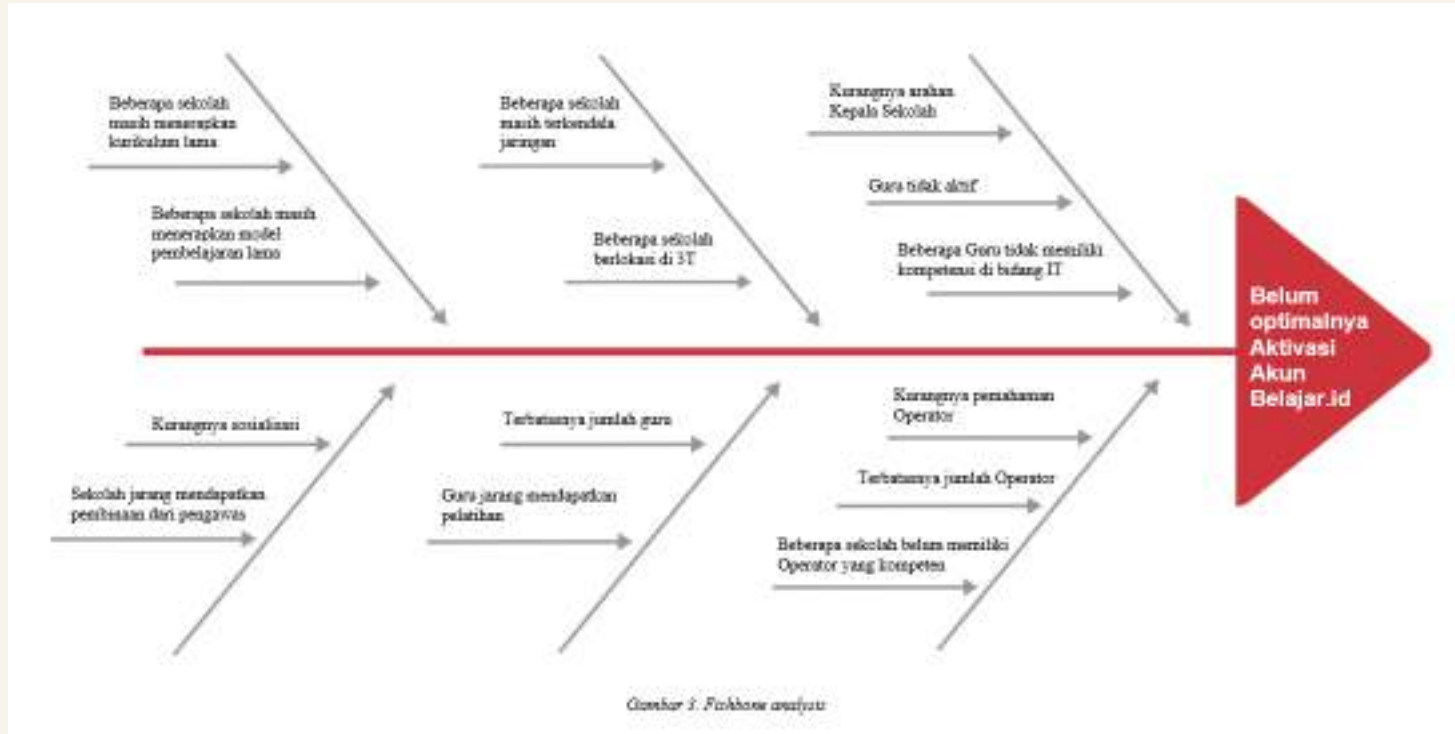 Beberapa sekolah
masih menerapkan
kurikulum lama
Beberapa sekolah masih
menerapkan model
pembelajaran lama
Beberapa sekolah
masih terkendala
jaringan
Beberapa sekolah
berlokasi di 3T
Kurangnya arahan
Kepala Sekolah
Guru tidak aktif
Beberapa Guru tidak memiliki
kompetensi di bidang IT
Belum
optimalnya
Aktivasi
Akun
Belajar.id
Kurangnya sosialisasi
Sekolah jarang mendapatkan
pembinaan dari pengawas
Terbatasnya jumlah guru
Guru jarang mendapatkan
pelatihan
Kurangnya pemahaman
Operator
Terbatasnya jumlah Operator
Beberapa sekolah belum memiliki
Operator yang kompeten
Gambar 3. Fishbone analysis